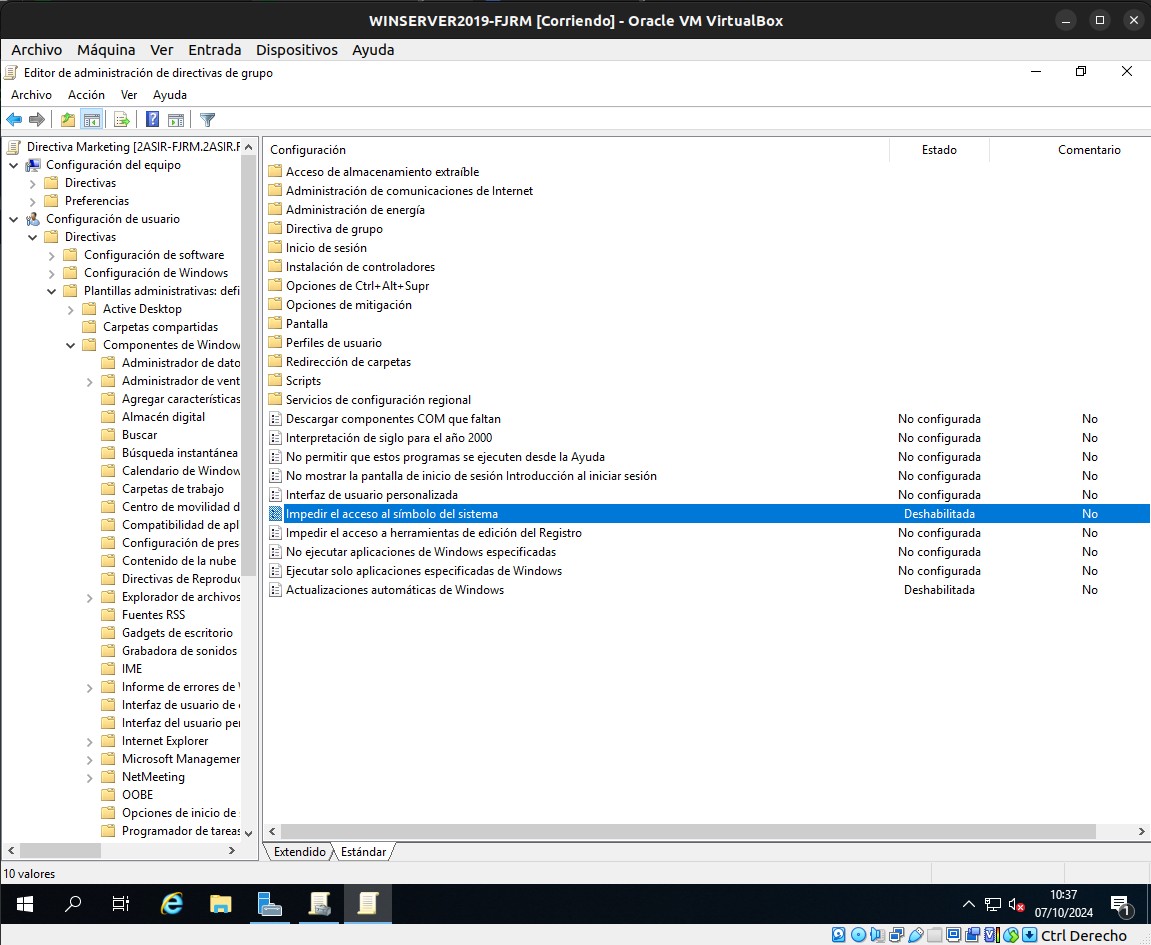 WINSERVER2019-FJRM [Corriendo] - Oracle VM VirtualBox
Archivo Máquina Ver Entrada Dispositivos Ayuda
Editor de administración de directivas de grupo
Archivo Acción Ver Ayuda
Directiva Marketing [2ASIR-FJRM.2ASIR.F
Configuración del equipo
Directivas
Preferencias
Configuración de usuario
Directivas
Configuración de software
Configuración de Windows
Plantillas administrativas: defi
Active Desktop
Carpetas compartidas
Componentes de Window
Administrador de dato
Administrador de vent
Agregar características
Almacén digital
Buscar
Búsqueda instantánea
Calendario de Window
Carpetas de trabajo
Centro de movilidad d
Compatibilidad de apl
Configuración de pres
Contenido de la nube
Directivas de Reproduc
Explorador de archivos
Fuentes RSS
Gadgets de escritorio
Grabadora de sonidos
IME
Informe de errores de W
Interfaz de usuario de
Interfaz del usuario per
Internet Explorer
Microsoft Managemen
NetMeeting
OOBE
Opciones de inicio de
Programador de tareas
Configuración Estado Comentario
Acceso de almacenamiento extraíble
Administración de comunicaciones de Internet
Administración de energía
Directiva de grupo
Inicio de sesión
Instalación de controladores
Opciones de Ctrl+Alt+Supr
Opciones de mitigación
Pantalla
Perfiles de usuario
Redirección de carpetas
Scripts
Servicios de configuración regional
Descargar componentes COM que faltan No configurada No
Interpretación de siglo para el año 2000 No configurada No
No permitir que estos programas se ejecuten desde la Ayuda No configurada No
No mostrar la pantalla de inicio de sesión Introducción al iniciar sesión No configurada No
Interfaz de usuario personalizada No configurada No
Impedir el acceso al símbolo del sistema Deshabilitada No
Impedir el acceso a herramientas de edición del Registro No configurada No
No ejecutar aplicaciones de Windows especificadas No configurada No
Ejecutar solo aplicaciones especificadas de Windows No configurada No
Actualizaciones automáticas de Windows Deshabilitada No
Extendido Estándar
10 valores
10:37
07/10/2024
1
Ctrl Derecho